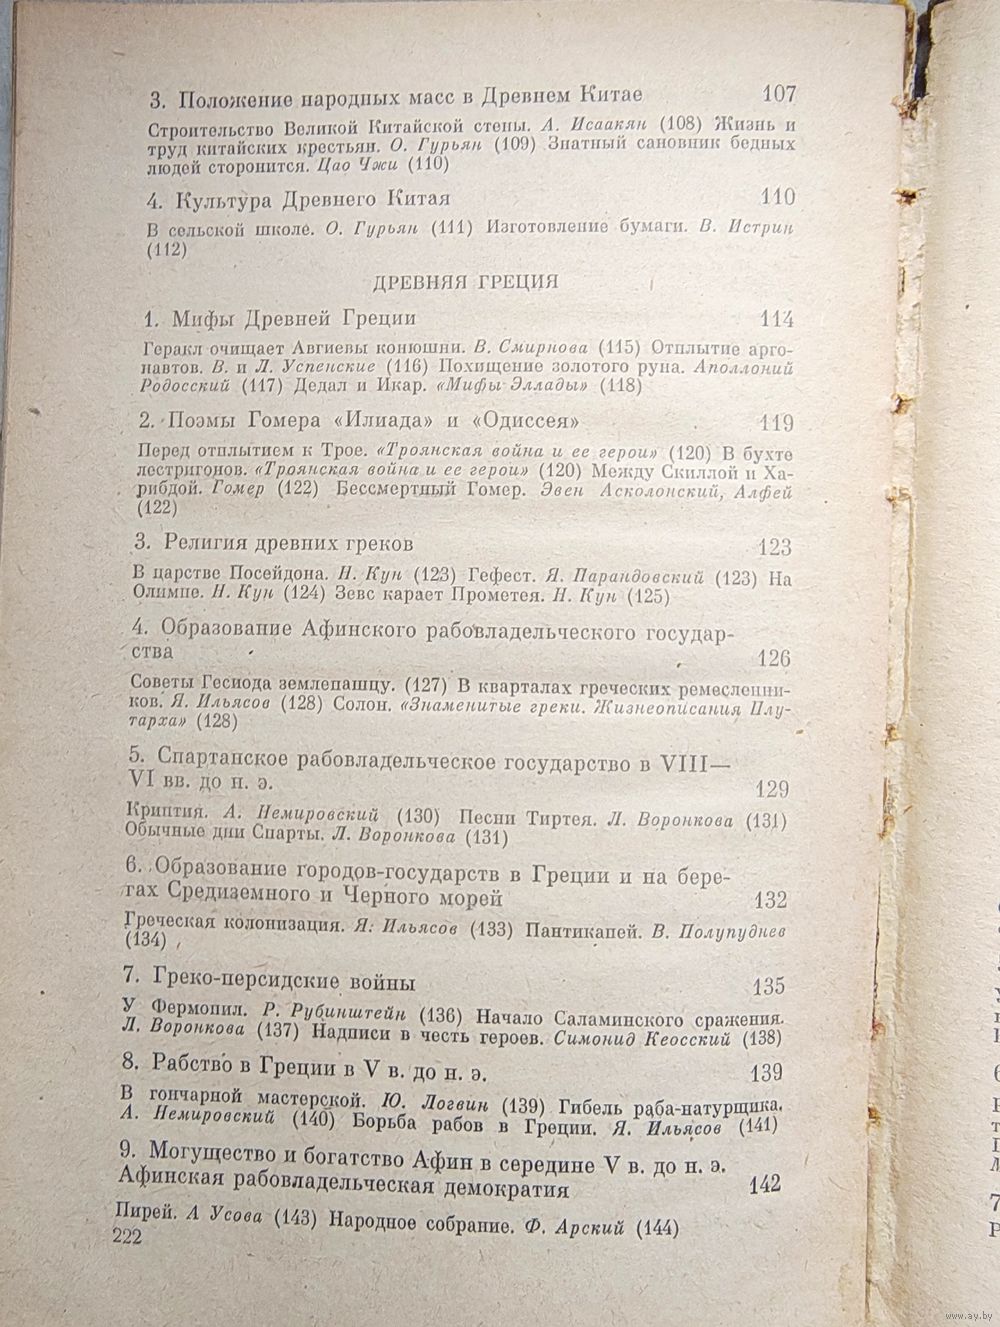 3. Положение народных масс в Древнем Китае 107
Строительство Великой Китайской стены. А. Исаакян (108) Жизнь и
труд китайских крестьян. О. Гурьян (109) Знатный сановник бедных
людей сторонится. Цао Чжи (110)
4. Культура Древнего Китая 110
В сельской школе. О. Гурьян (111) Изготовление бумаги. В. Истрин
(112)
ДРЕВНЯЯ ГРЕЦИЯ
1. Мифы Древней Греции 114
Геракл очищает Авгиевы конюшни. В. Смирнова (115) Отплытие арго-
навтов. В. и Л. Успенские (116) Похищение золотого руна. Аполлоний
Родосский (117) Дедал и Икар. «Мифы Эллады» (118)
2. Поэмы Гомера «Илиада» и «Одиссея» 119
Перед отплытием к Трое. «Троянская война и ее герои» (120) В бухте
лестригонов. «Троянская война и ее герои» (120) Между Скиллой и Ха-
рибдой. Гомер (122) Бессмертный Гомер. Эвен Асколонский, Алфей
(122)
3. Религия древних греков 123
В царстве Посейдона. Н. Кун (123) Гефест. Я. Парандовский (123) На
Олимпе. Н. Кун (124) Зевс карает Прометея. Н. Кун (125)
4. Образование Афинского рабовладельческого государ-
ства 126
Советы Гесиода землепашцу. (127) В кварталах греческих ремесленни-
ков. Я. Ильясов (128) Солон. «Знаменитые греки. Жизнеописания Плу-
тарха» (128)
5. Спартанское рабовладельческое государство в VIII—
VI вв. до н. э. 129
Криптия. А. Немировский (130) Песни Тиртея. Л. Воронкова (131)
Обычные дни Спарты. Л. Воронкова (131)
6. Образование городов-государств в Греции и на бере-
гах Средиземного и Черного морей 132
Греческая колонизация. Я. Ильясов (133) Пантикапей. В. Полупуднев
(134)
7. Греко-персидские войны 135
У Фермопил. Р. Рубинштейн (136) Начало Саламинского сражения.
Л. Воронкова (137) Надписи в честь героев. Симонид Кеосский (138)
8. Рабство в Греции в V в. до н. э. 139
В гончарной мастерской. Ю. Логвин (139) Гибель раба-натурщика.
А. Немировский (140) Борьба рабов в Греции. Я. Ильясов (141)
9. Могущество и богатство Афин в середине V в. до н. э.
Афинская рабовладельческая демократия 142
Пирей. А Усова (143) Народное собрание. Ф. Арский (144)
222
www.ay.by